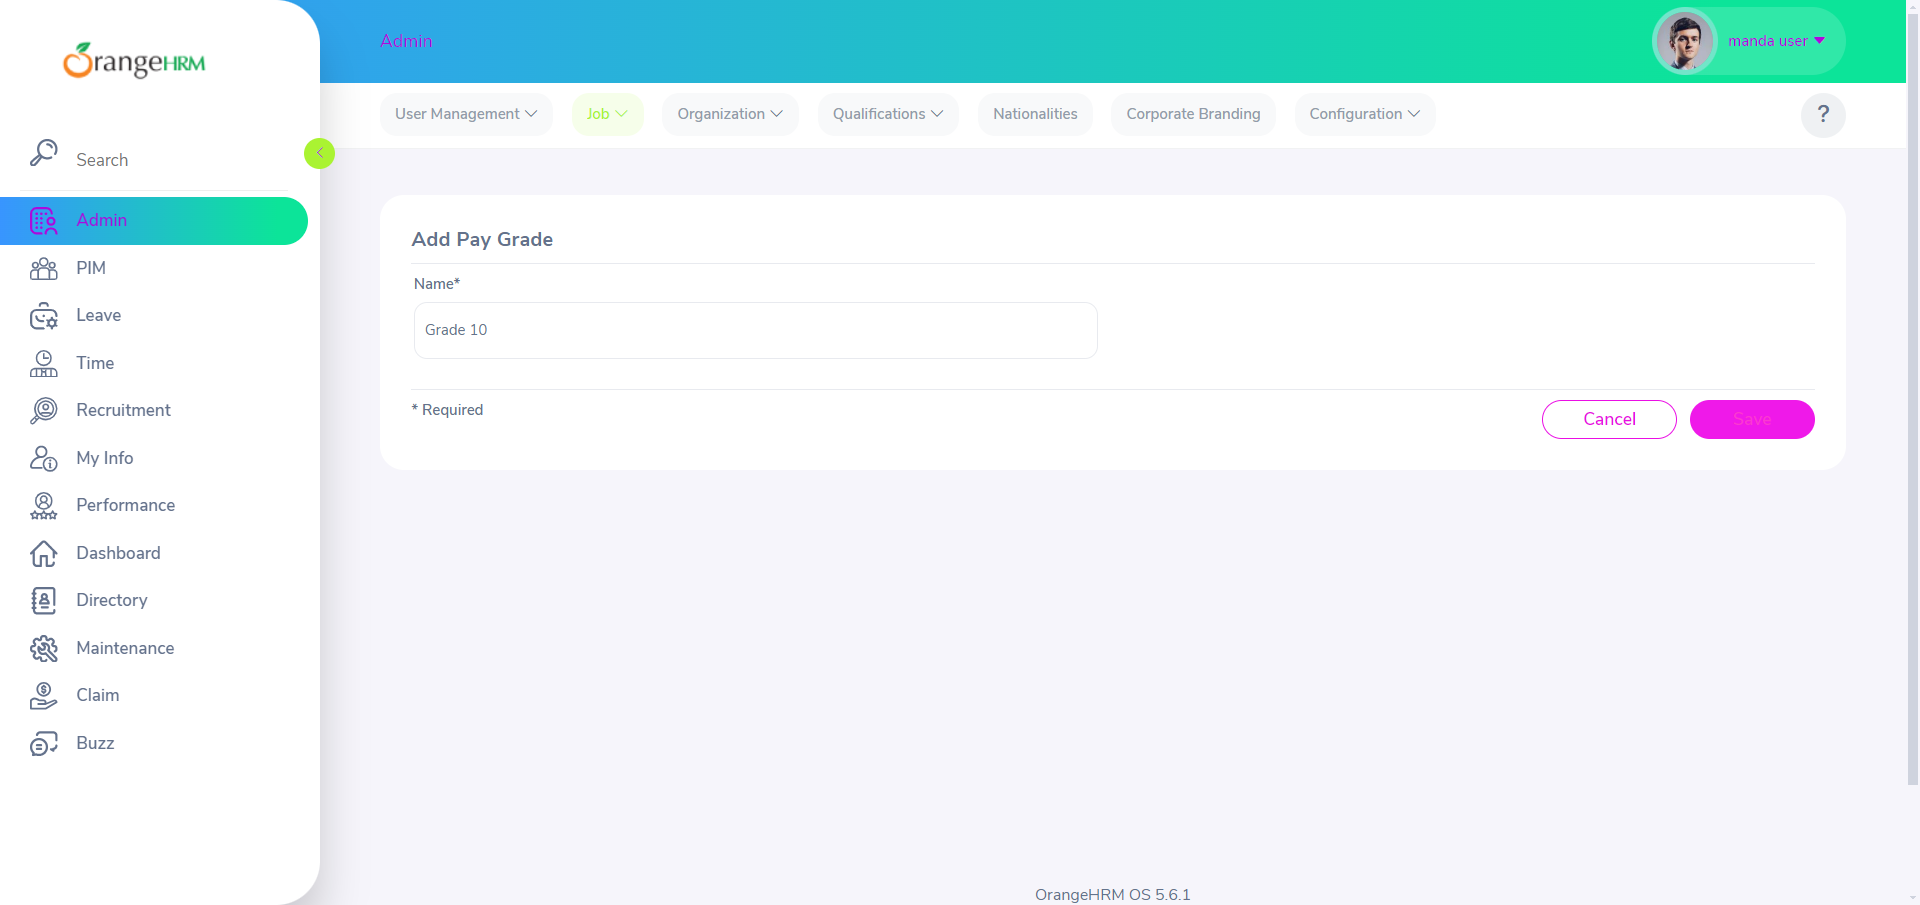 OrangeHRM
Admin
manda user
User Management
Job
Organization
Qualifications
Nationalities
Corporate Branding
Configuration
?
Search
Admin
PIM
Leave
Time
Recruitment
My Info
Performance
Dashboard
Directory
Maintenance
Claim
Buzz
Add Pay Grade
Name*
Grade 10
* Required
Cancel
Save
OrangeHRM OS 5.6.1